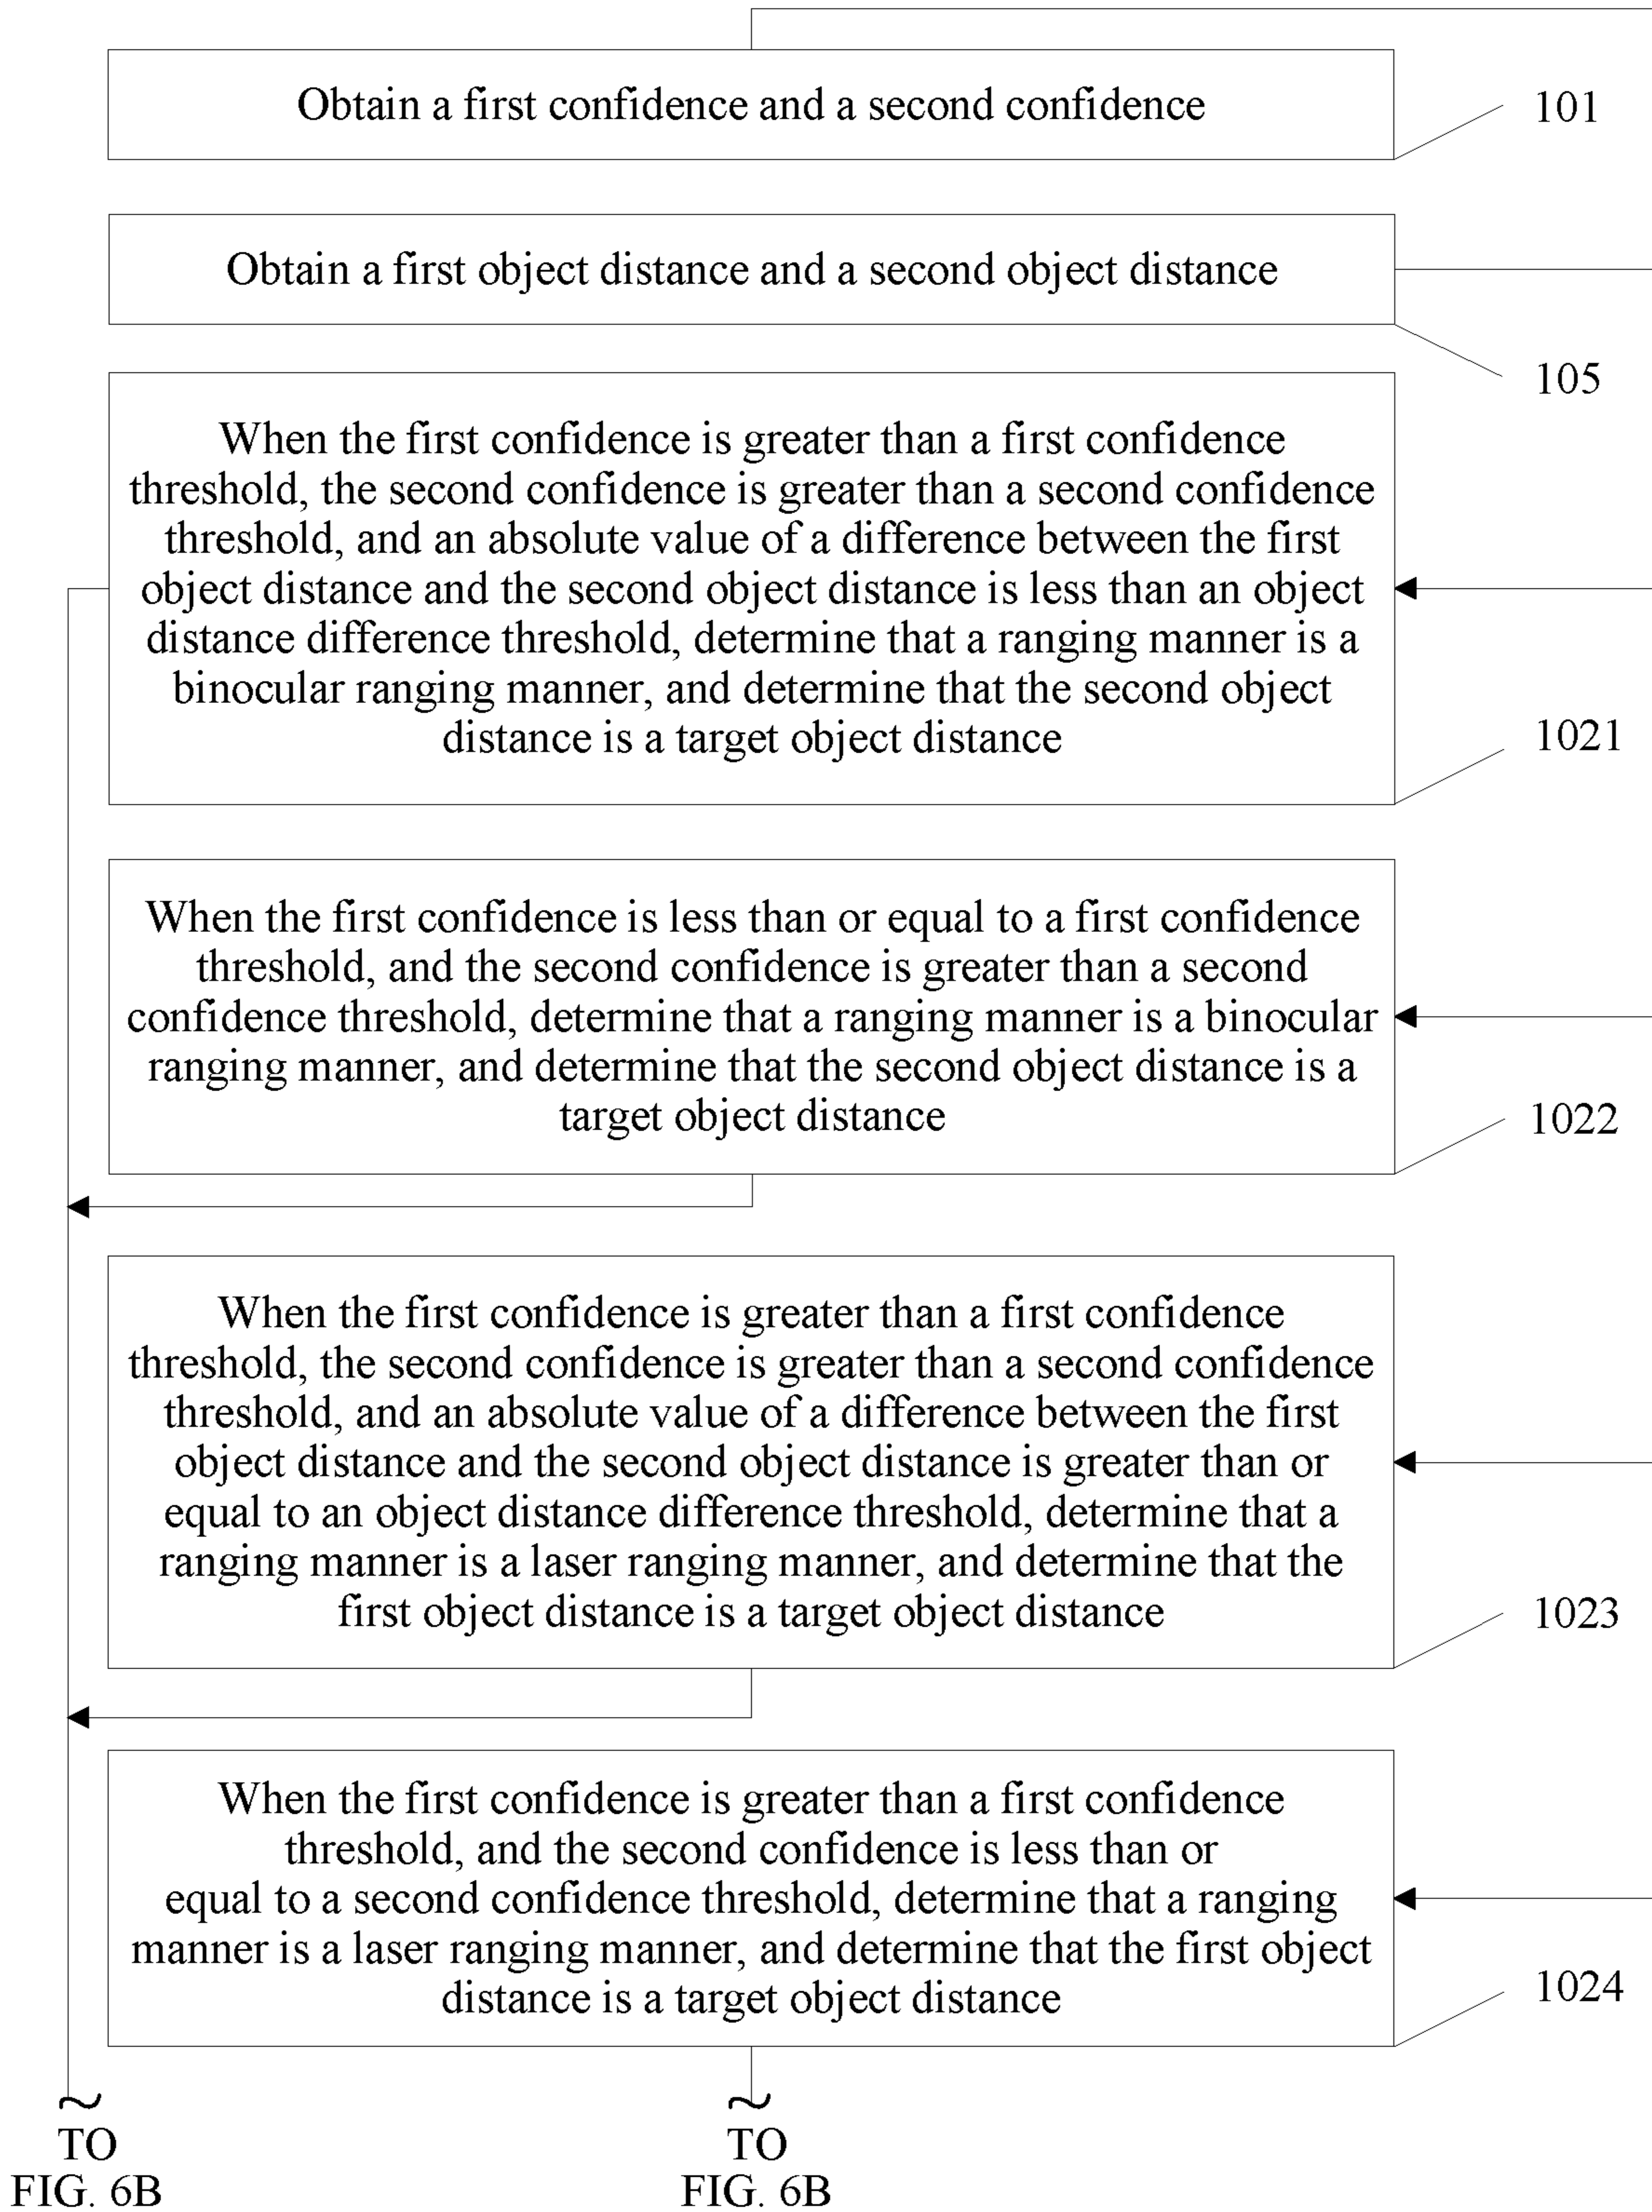 Obtain a first confidence and a second confidence
101
Obtain a first object distance and a second object distance
105
When the first confidence is greater than a first confidence
threshold, the second confidence is greater than a second confidence
threshold, and an absolute value of a difference between the first
object distance and the second object distance is less than an object
distance difference threshold, determine that a ranging manner is a
binocular ranging manner, and determine that the second object
distance is a target object distance
1021
When the first confidence is less than or equal to a first confidence
threshold, and the second confidence is greater than a second
confidence threshold, determine that a ranging manner is a binocular
ranging manner, and determine that the second object distance is a
target object distance
1022
When the first confidence is greater than a first confidence
threshold, the second confidence is greater than a second confidence
threshold, and an absolute value of a difference between the first
object distance and the second object distance is greater than or
equal to an object distance difference threshold, determine that a
ranging manner is a laser ranging manner, and determine that the
first object distance is a target object distance
1023
When the first confidence is greater than a first confidence
threshold, and the second confidence is less than or
equal to a second confidence threshold, determine that a ranging
manner is a laser ranging manner, and determine that the first object
distance is a target object distance
1024
TO
FIG. 6B
TO
FIG. 6B